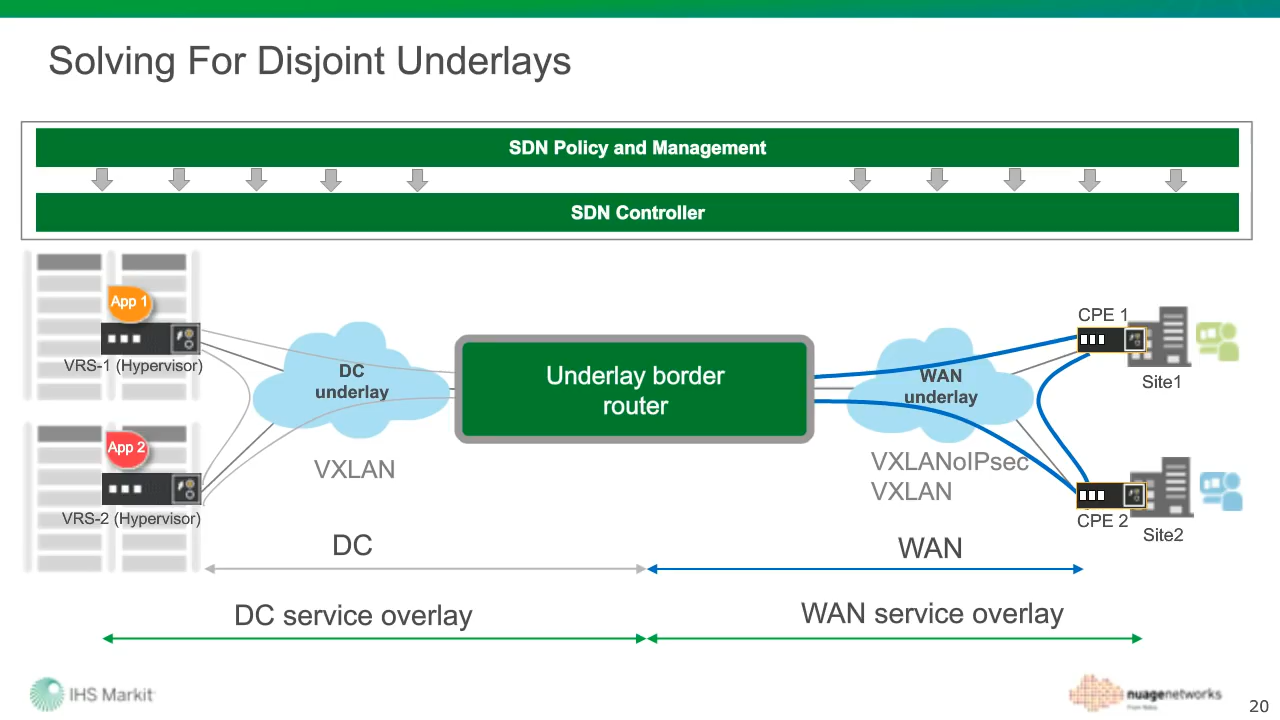 Solving For Disjoint Underlays
SDN Policy and Management
SDN Controller
App 1
VRS-1 (Hypervisor)
App 2
VRS-2 (Hypervisor)
DC
underlay
VXLAN
Underlay border
router
WAN
underlay
VXLANoIPsec
VXLAN
CPE 1
Site1
CPE 2
Site2
DC
WAN
DC service overlay
WAN service overlay
IHS Markit
nuagenetworks
From Nokia
20